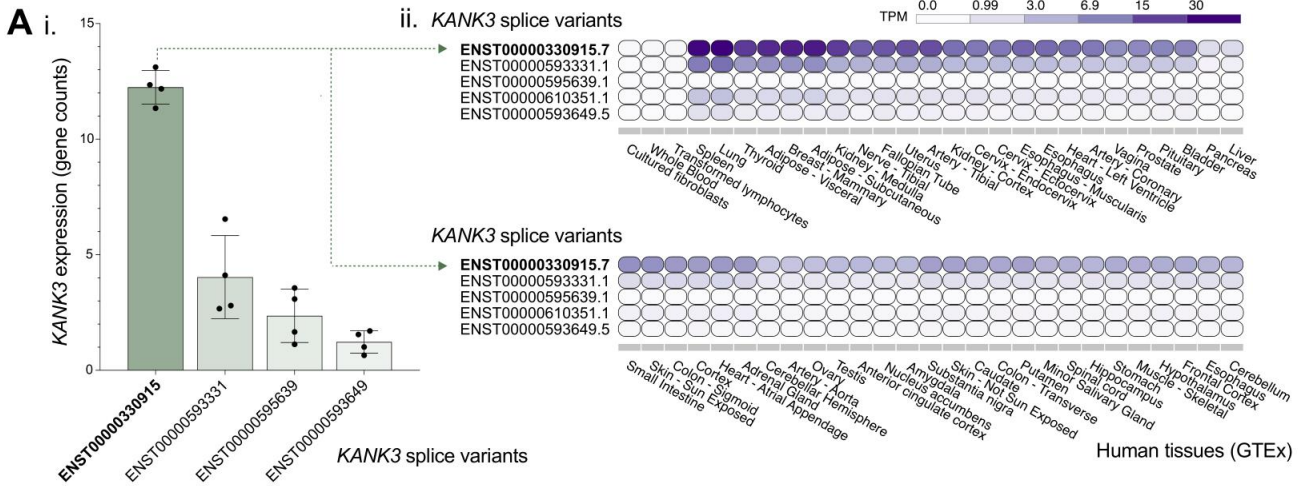 A i.
15
10
5
0
KANK3 expression (gene counts)
ENST00000330915
ENST00000593331
ENST00000595639
ENST00000593649
KANK3 splice variants
ii.
KANK3 splice variants
TPM
0.0 0.99 3.0 6.9 15 30
ENST00000330915.7
ENST00000593331.1
ENST00000595639.1
ENST00000610351.1
ENST00000593649.5
Cultured fibroblasts
Whole Blood
Transformed lymphocytes
Spleen
Lung
Thyroid
Adipose - Visceral
Breast - Mammary
Adipose - Subcutaneous
Kidney - Medulla
Nerve - Tibial
Fallopian Tube
Uterus
Artery - Tibial
Kidney - Cortex
Cervix - Endocervix
Cervix - Ectocervix
Esophagus - Muscularis
Esophagus
Heart - Left Ventricle
Artery - Coronary
Vagina
Prostate
Pituitary
Bladder
Pancreas
Liver
KANK3 splice variants
ENST00000330915.7
ENST00000593331.1
ENST00000595639.1
ENST00000610351.1
ENST00000593649.5
Small Intestine
Skin - Sun Exposed
Colon - Sigmoid
Cortex
Heart - Atrial Appendage
Adrenal Gland
Cerebellar Hemisphere
Artery - Aorta
Ovary
Testis
Anterior cingulate cortex
Nucleus accumbens
Amygdala
Substantia nigra
Skin - Not Sun Exposed
Caudate
Colon - Transverse
Putamen
Minor Salivary Gland
Spinal cord
Hippocampus
Stomach
Muscle - Skeletal
Hypothalamus
Frontal Cortex
Esophagus
Cerebellum
Human tissues (GTEx)